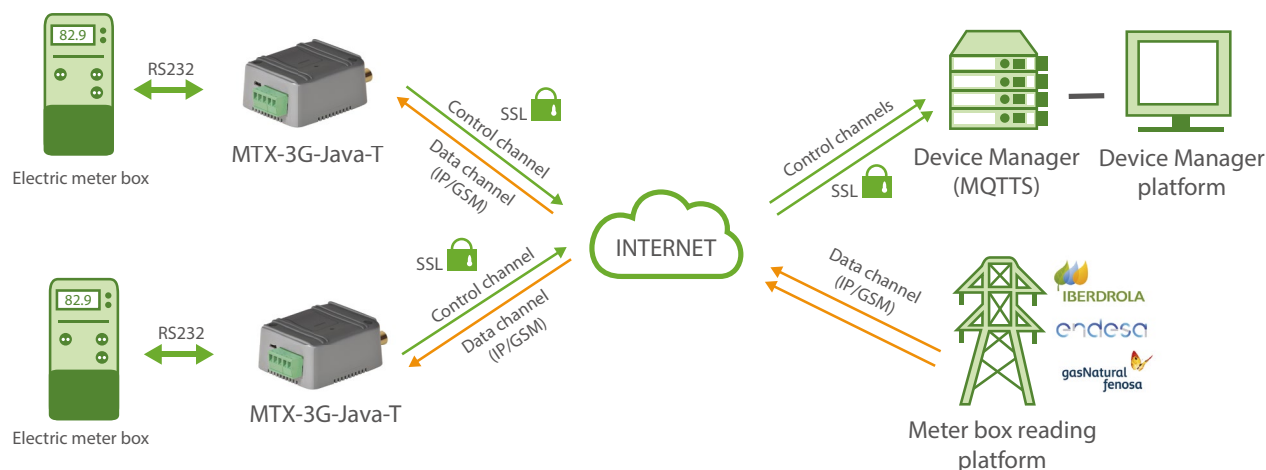 82.9
RS232
MTX-3G-Java-T
Electric meter box
SSL
Control channel
Data channel
(IP/GSM)
82.9
RS232
MTX-3G-Java-T
Electric meter box
SSL
Control channel
Data channel
(IP/GSM)
INTERNET
Control channels
SSL
Device Manager
(MQTTS)
Device Manager
platform
Data channel
(IP/GSM)
IBERDROLA
endesa
gasNatural
fenosa
Meter box reading
platform